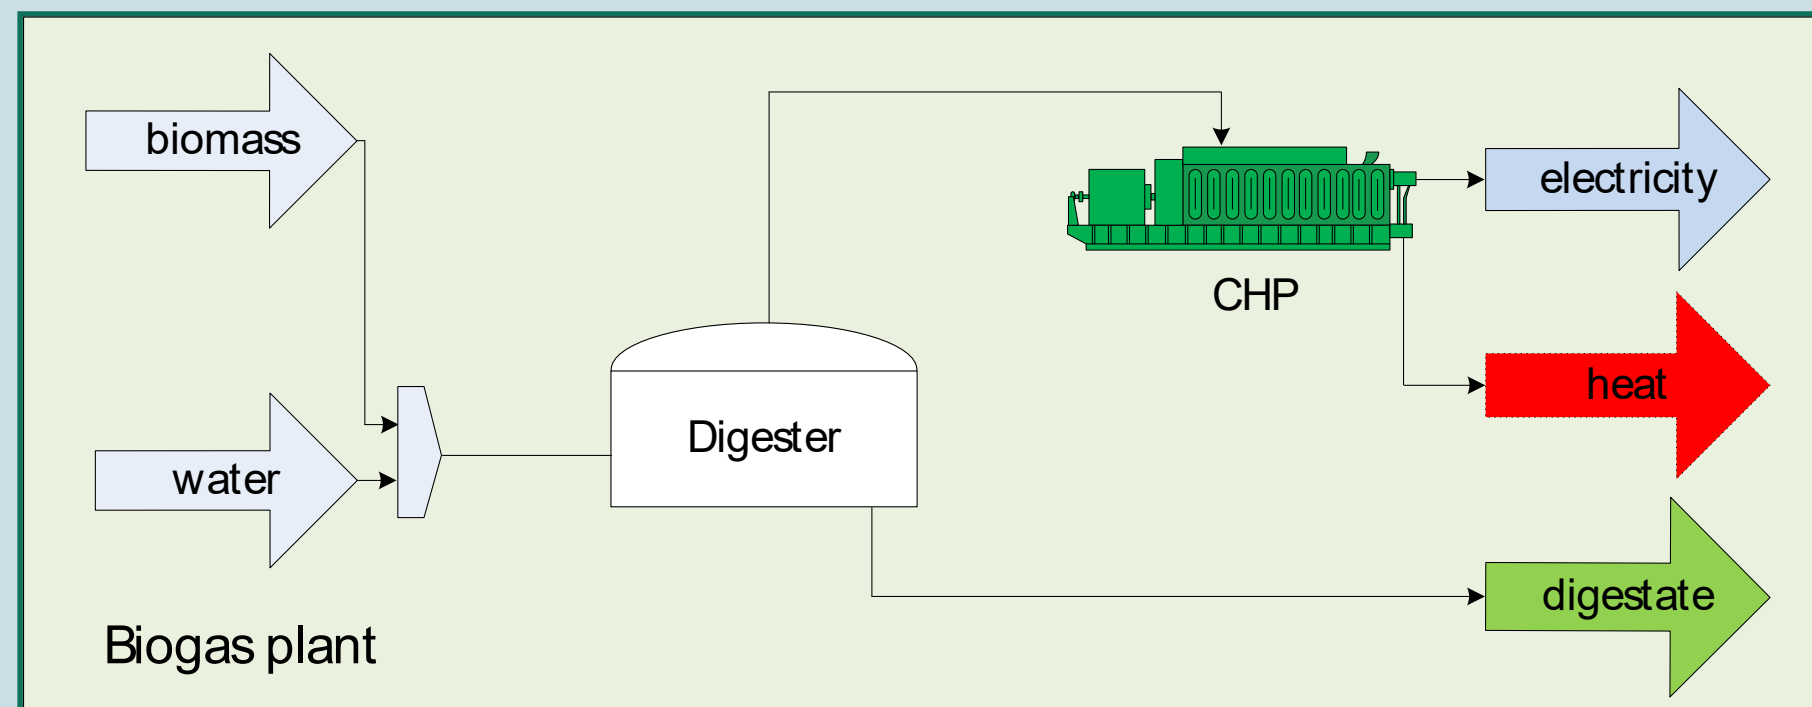 biomass
electricity
CHP
heat
Digester
water
digestate
Biogas plant